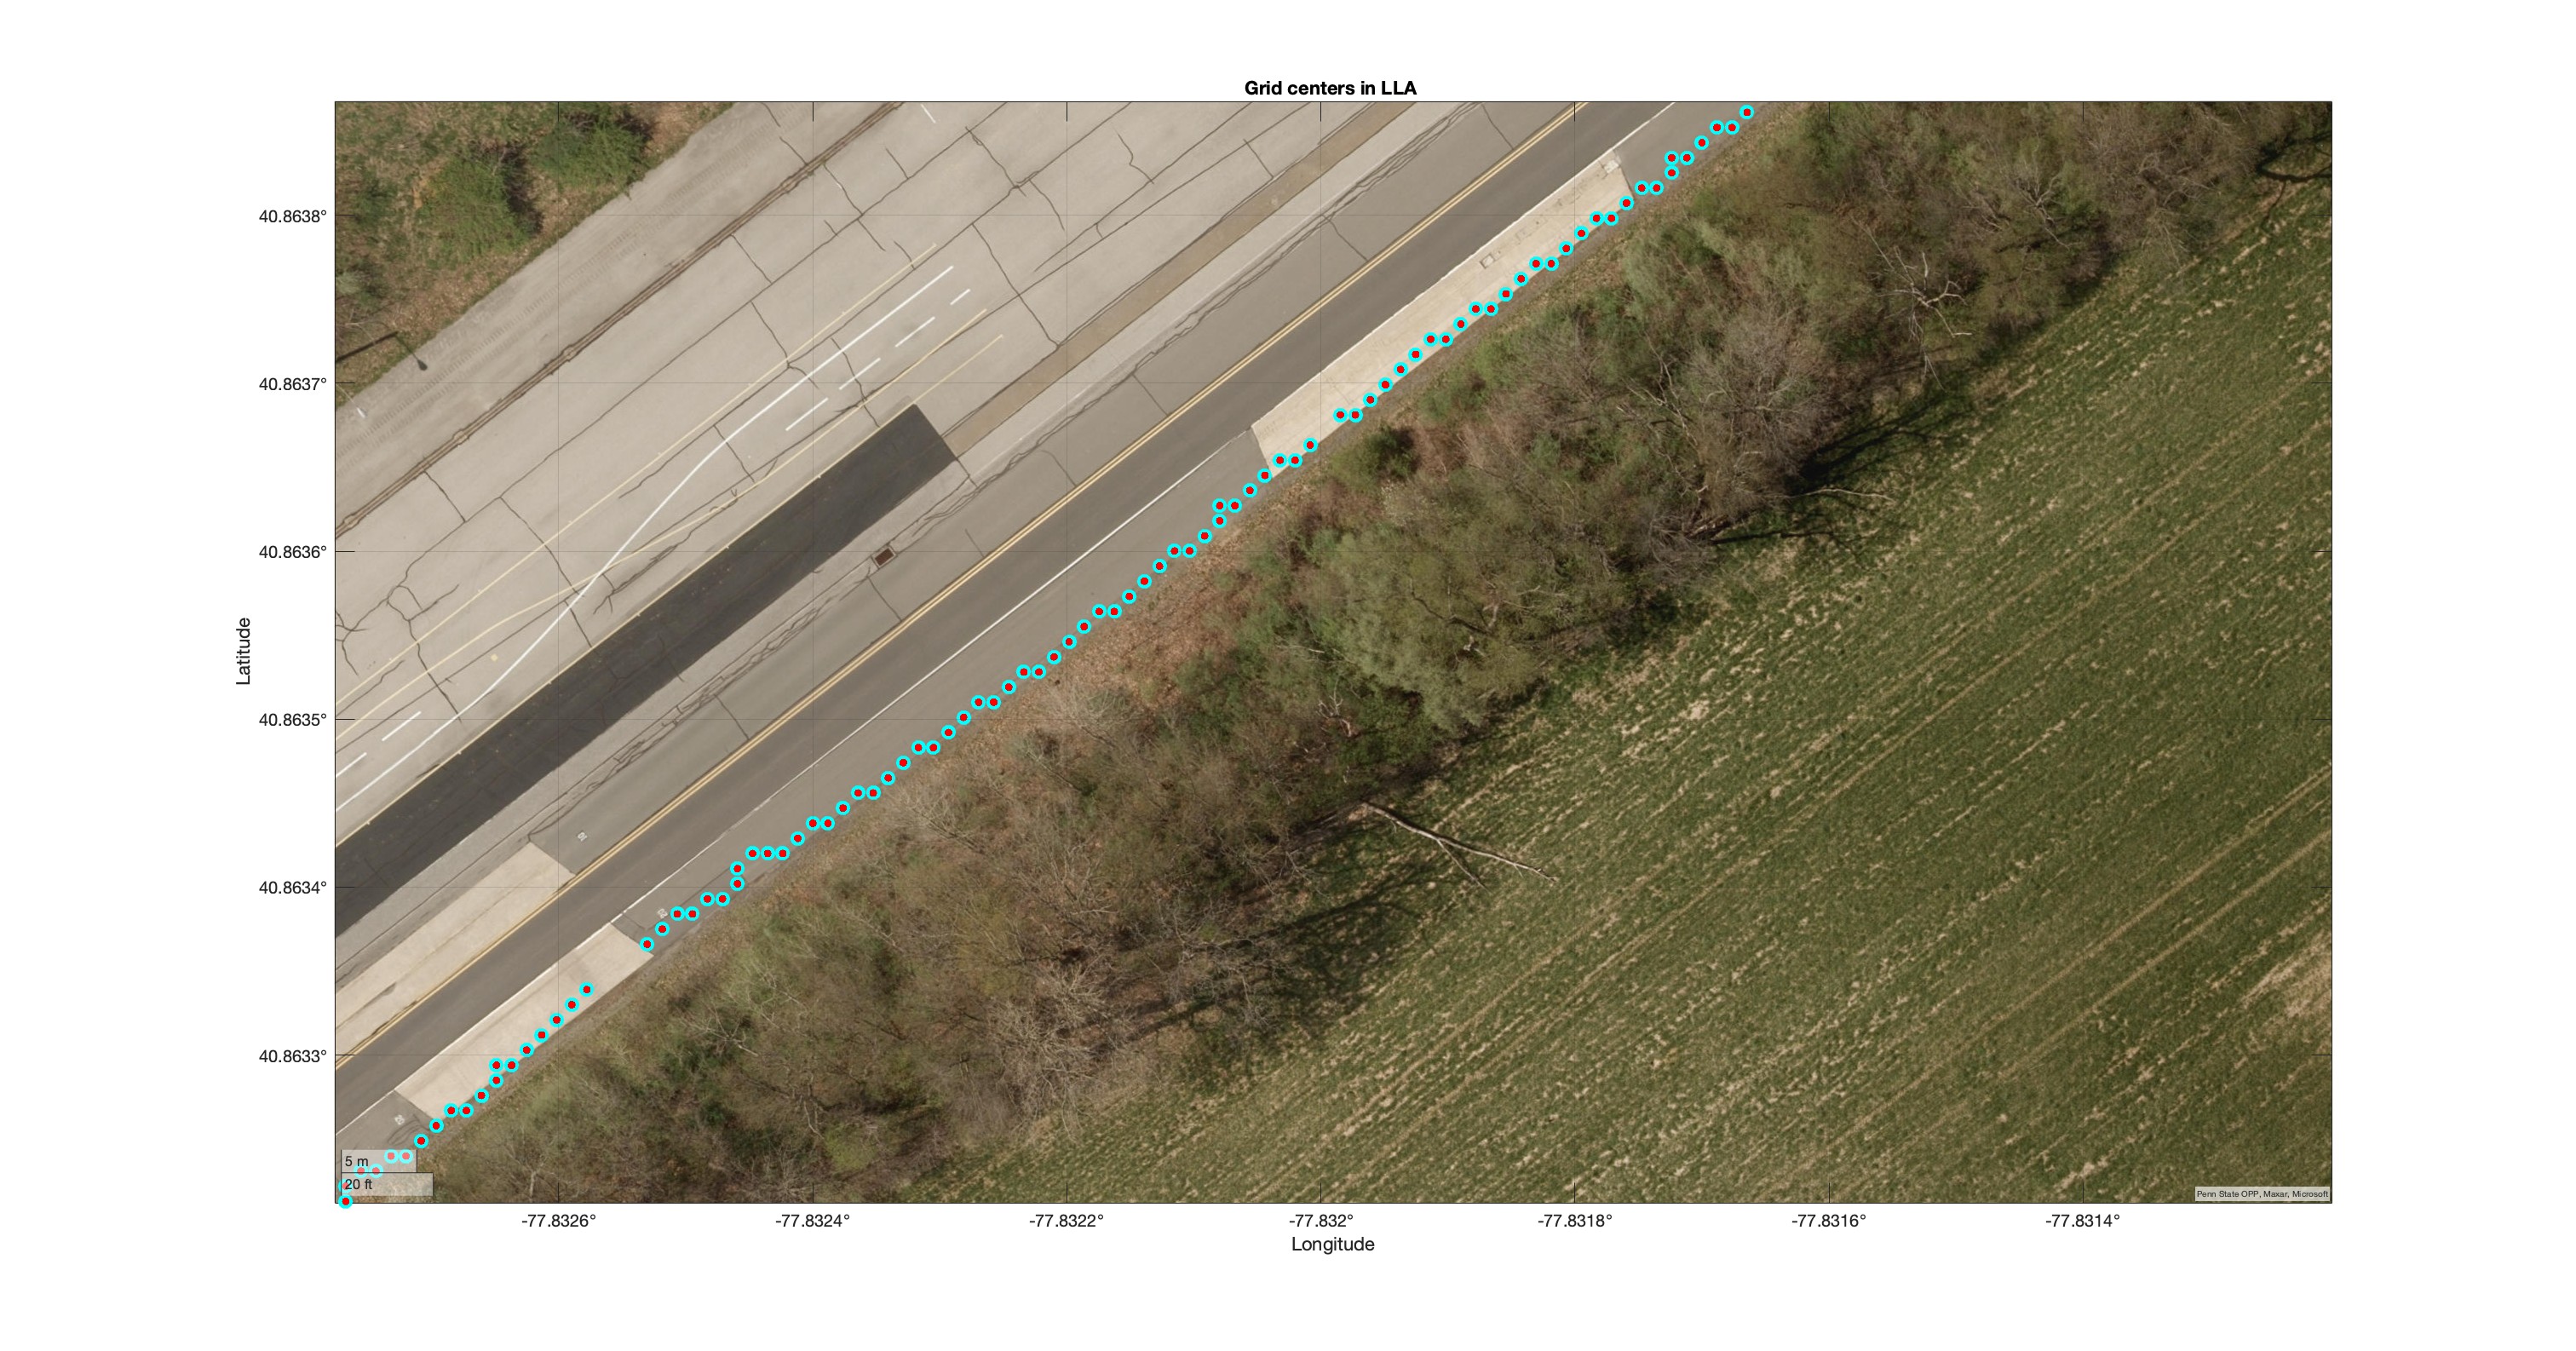 Grid centers in LLA
40.8638°
40.8637°
40.8636°
40.8635°
40.8634°
40.8633°
Latitude
5 m
20 ft
Penn State OPP, Maxar, Microsoft
-77.8326°
-77.8324°
-77.8322°
-77.832°
-77.8318°
-77.8316°
-77.8314°
Longitude